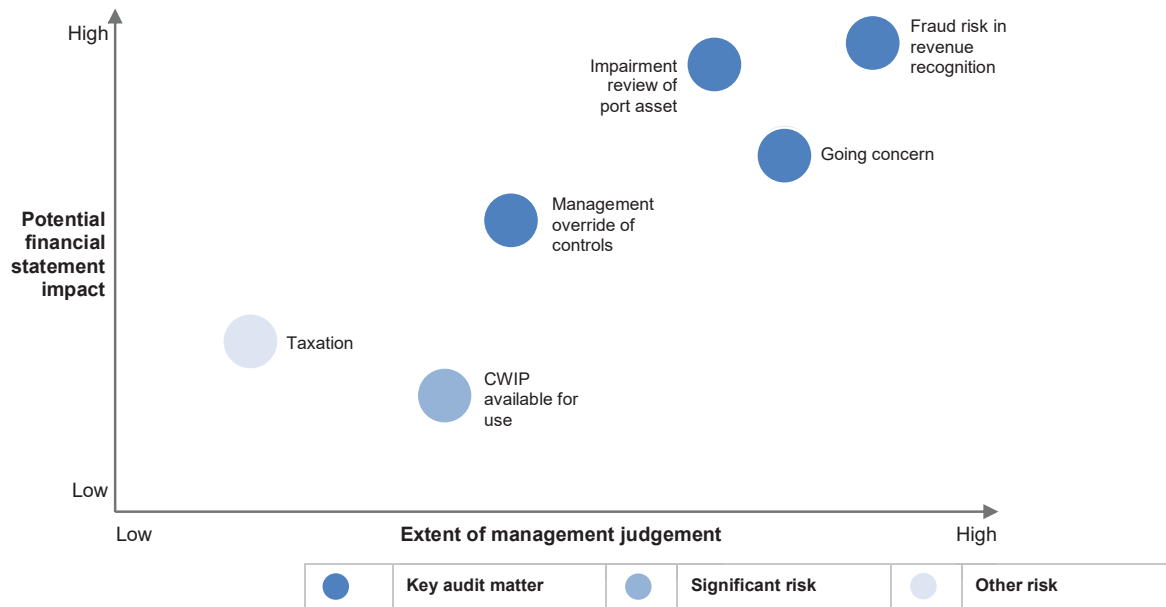 High
Fraud risk in
revenue
recognition
Impairment
review of
port asset
Going concern
Management
override of
controls
Potential
financial
statement
impact
Taxation
CWIP
available for
use
Low
Low
Extent of management judgement
High
Key audit matter
Significant risk
Other risk